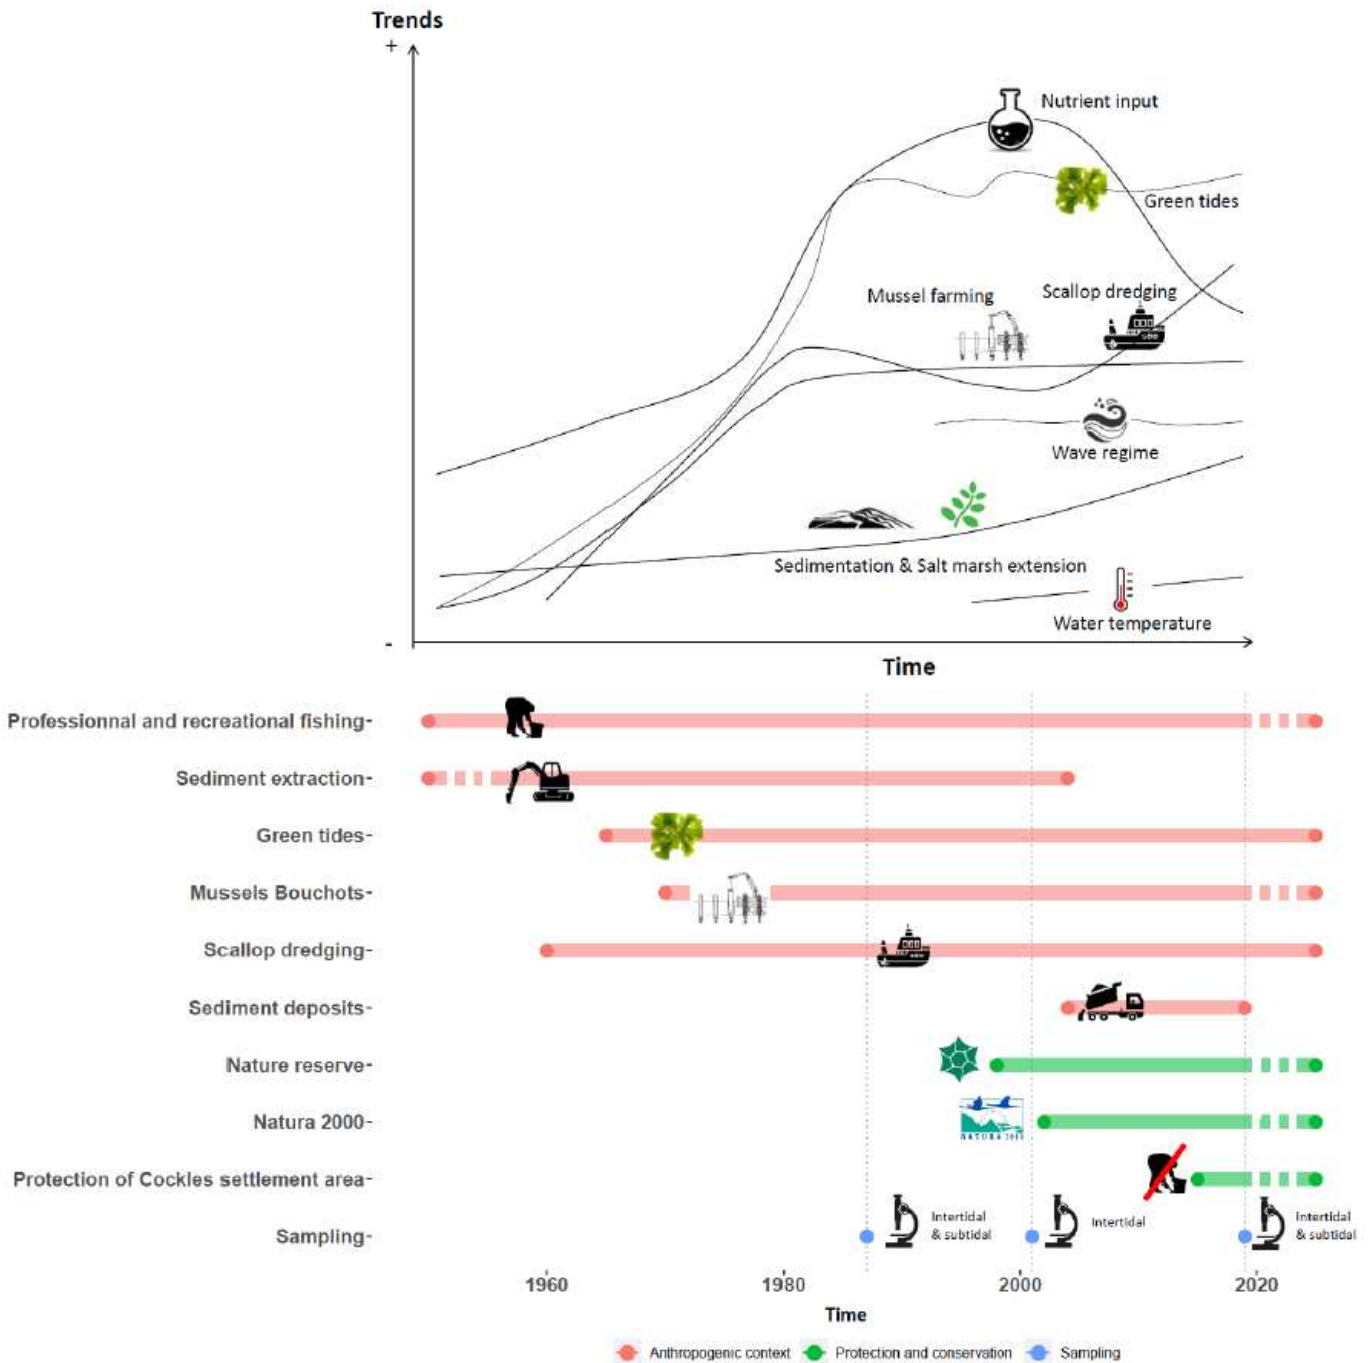 Trends
+
Nutrient input
Green tides
Mussel farming
Scallop dredging
Wave regime
Sedimentation & Salt marsh extension
Water temperature
-
Time
Professionnal and recreational fishing-
Sediment extraction-
Green tides-
Mussels Bouchots-
Scallop dredging-
Sediment deposits-
Nature reserve-
Natura 2000-
NATURA 2000
Protection of Cockles settlement area-
Sampling-
Intertidal
& subtidal
Intertidal
Intertidal
& subtidal
1960 1980 2000 2020
Time
Anthropogenic context Protection and conservation Sampling